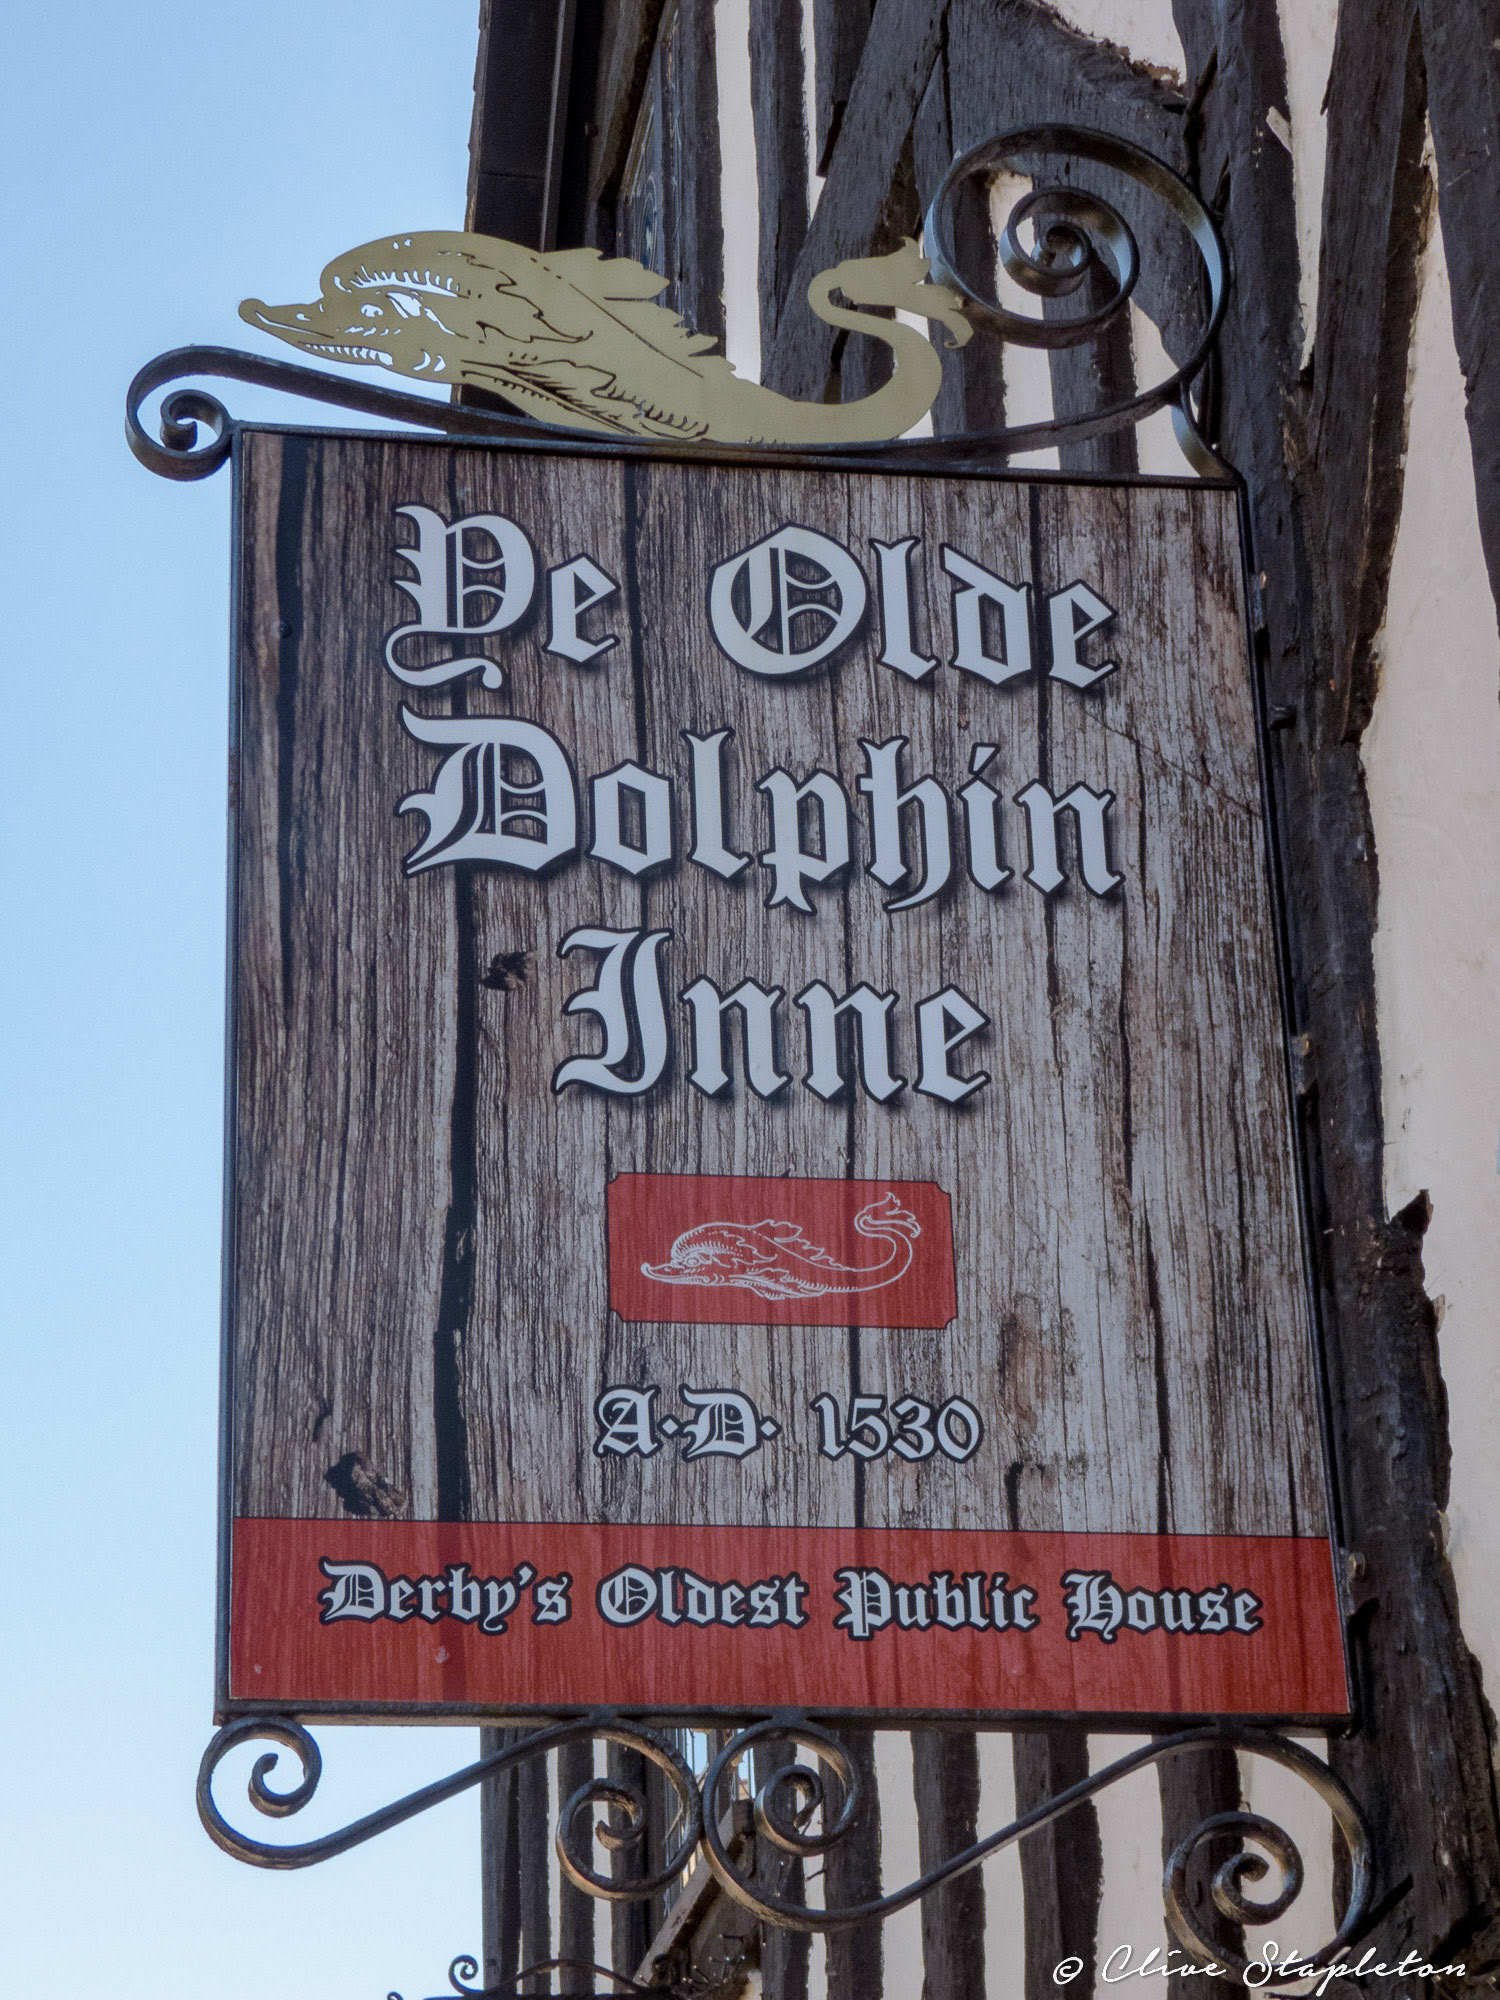 Ye Olde
Dolphin
Inne
A·D· 1530
Derby's Oldest Public House
© Clive Stapleton